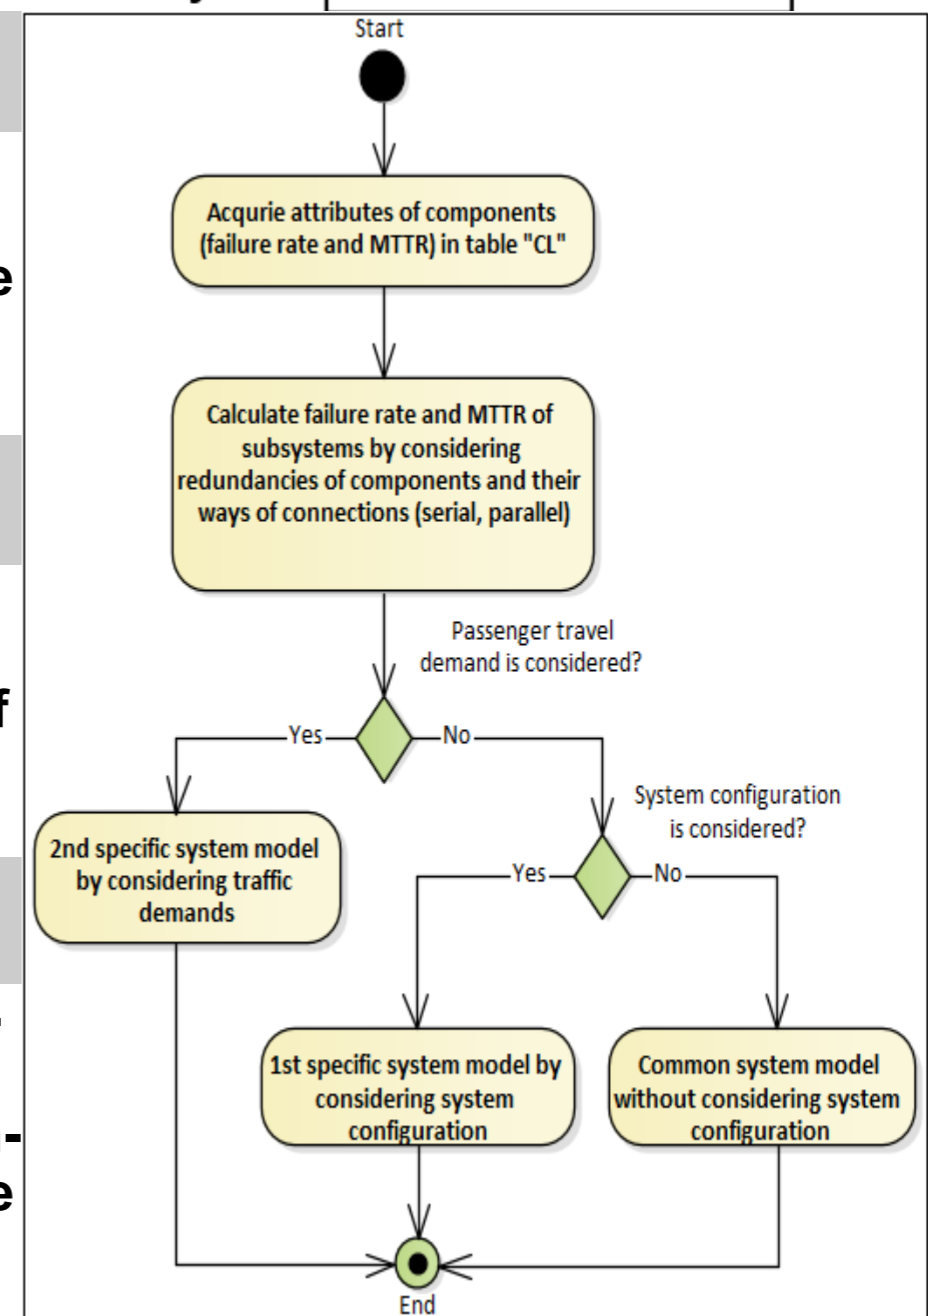 Start
Acqurie attributes of components
(failure rate and MTTR) in table "CL"
Calculate failure rate and MTTR of
subsystems by considering
redundancies of components and their
ways of connections (serial, parallel)
Passenger travel
demand is considered?
Yes
No
System configuration
is considered?
2nd specific system model
by considering traffic
demands
Yes
No
1st specific system model by
considering system
configuration
Common system model
without considering system
configuration
End